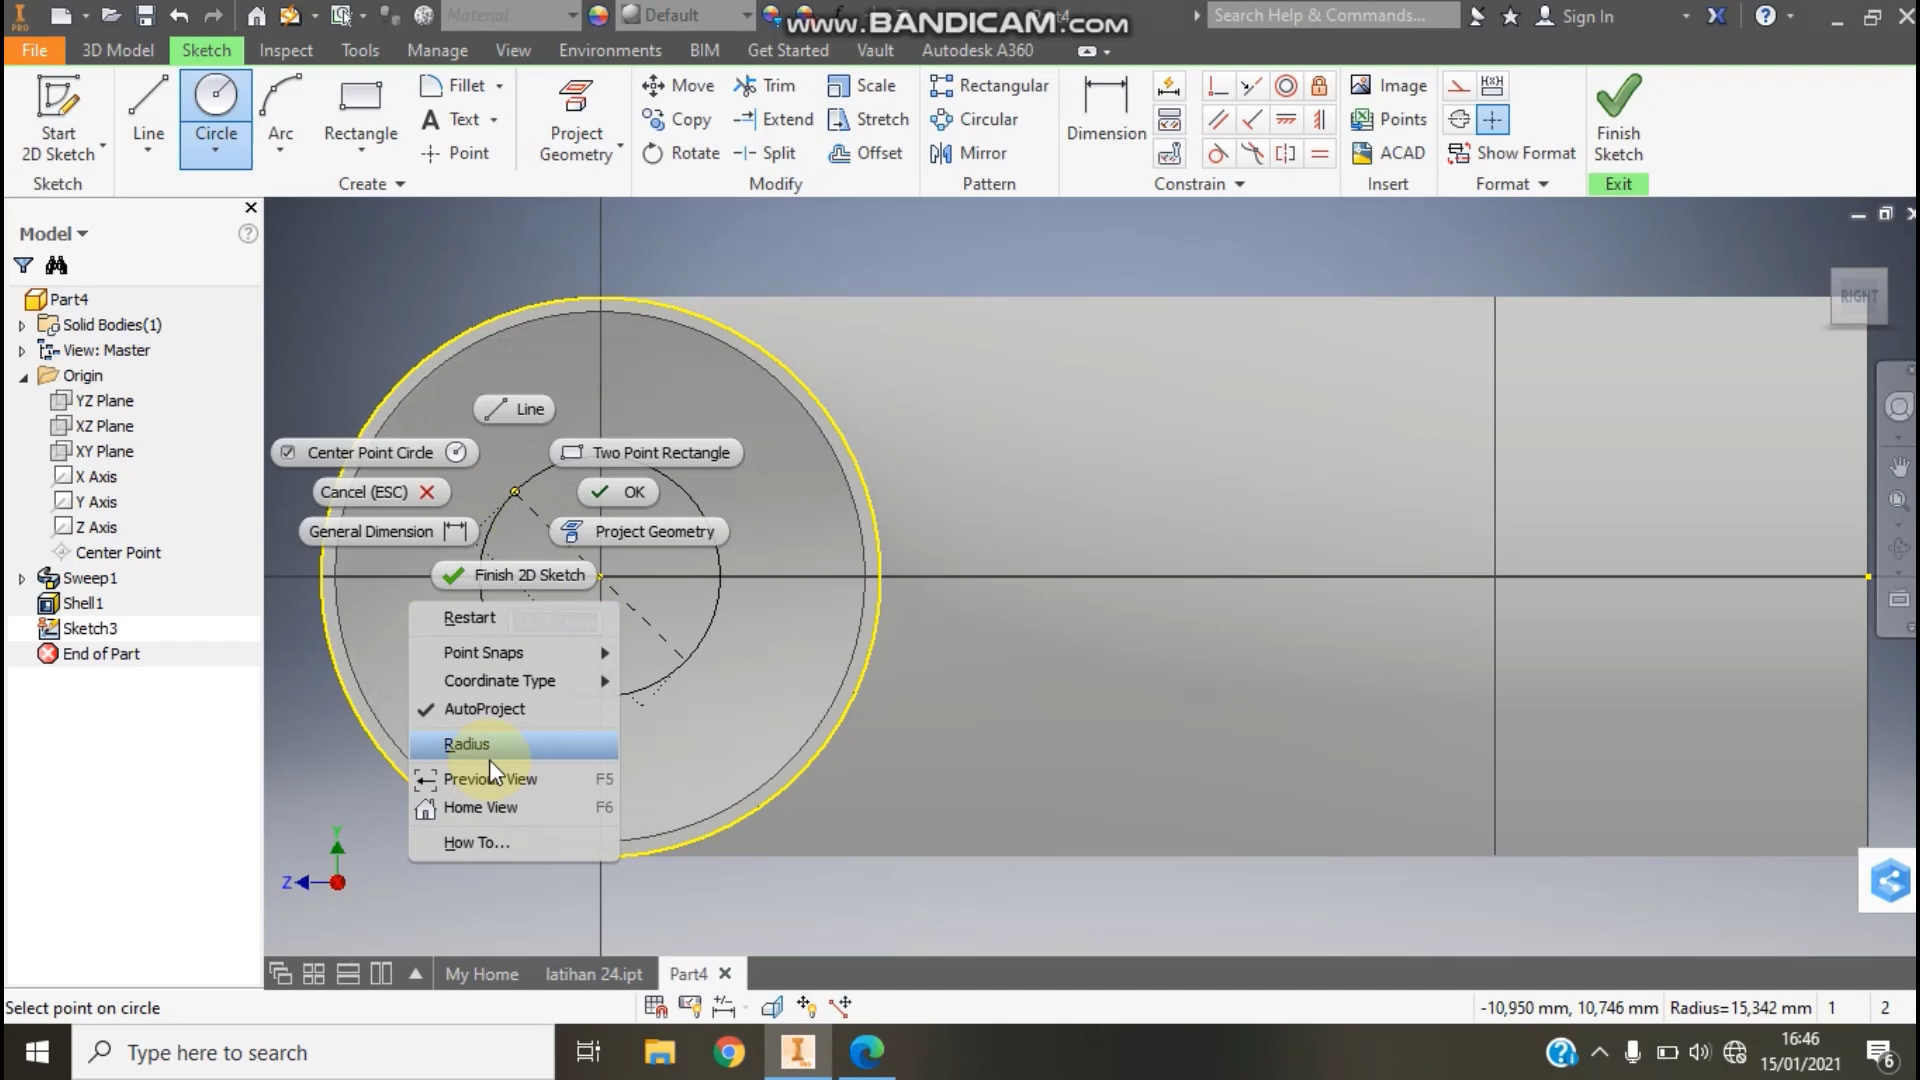 Material
Default
www.BANDICAM.com
Search Help & Commands...
Sign In
PRO
File
3D Model
Sketch
Inspect
Tools
Manage
View
Environments
BIM
Get Started
Vault
Autodesk A360
Start
2D Sketch
Line
Circle
Arc
Rectangle
Fillet
Text
Point
Project
Geometry
Move
Copy
Rotate
Trim
Extend
Split
Scale
Stretch
Offset
Rectangular
Circular
Mirror
Dimension
Image
Points
ACAD
Show Format
Finish
Sketch
Sketch
Create
Modify
Pattern
Constrain
Insert
Format
Exit
Model
Part4
Solid Bodies(1)
View: Master
Origin
YZ Plane
XZ Plane
XY Plane
X Axis
Y Axis
Z Axis
Center Point
Sweep1
Shell1
Sketch3
End of Part
RIGHT
Line
Center Point Circle
Two Point Rectangle
Cancel (ESC)
OK
General Dimension
Project Geometry
Finish 2D Sketch
Restart
Point Snaps
Coordinate Type
AutoProject
Radius
Previous View F5
Home View F6
How To...
Y
Z
My Home
latihan 24.ipt
Part4
Select point on circle
-10,950 mm, 10,746 mm
Radius=15,342 mm
1
2
Type here to search
16:46
15/01/2021
6